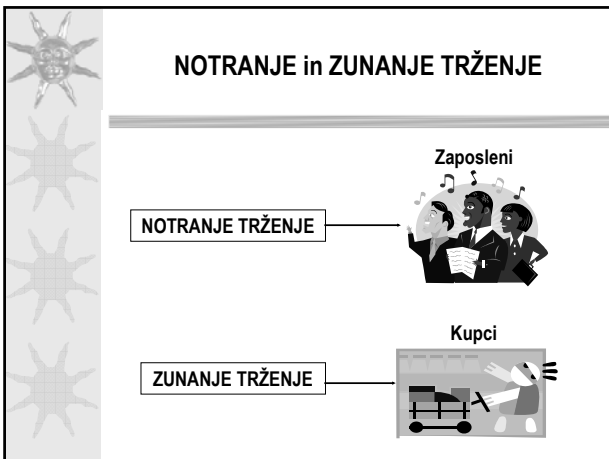 NOTRANJE in ZUNANJE TRŽENJE
Zaposleni
NOTRANJE TRŽENJE
Kupci
ZUNANJE TRŽENJE